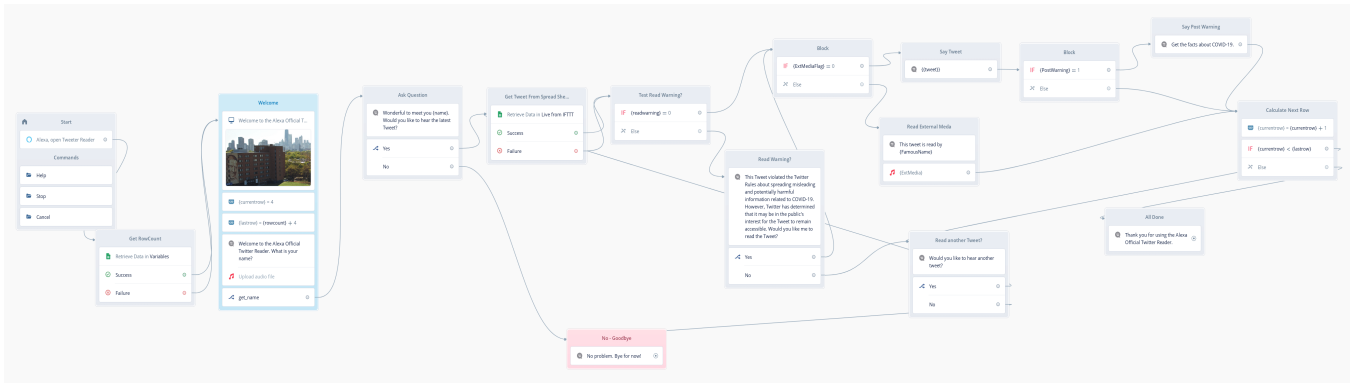 Start
Alexa, open Tweeter Reader
Commands
Help
Stop
Cancel
Get RowCount
Retrieve Data in Variables
Success
Failure
Welcome
Welcome to the Alexa Official T...
{currentrow} = 4
{lastrow} = {rowcount} + 4
Welcome to the Alexa Official
Twitter Reader. What is your
name?
Upload audio file
get_name
Ask Question
Wonderful to meet you {name},
Would you like to hear the latest
Tweet?
Yes
No
Get Tweet From Spread She...
Retrieve Data in Live from IFTTT
Success
Failure
Test Read Warning?
IF {readwarning} = 0
Else
Read Warning?
This Tweet violated the Twitter
Rules about spreading misleading
and potentially harmful
information related to COVID-19.
However, Twitter has determined
that it may be in the public's
interest for the Tweet to remain
accessible. Would you like me to
read the Tweet?
Yes
No
No - Goodbye
No problem. Bye for now!
Block
IF {ExtMediaFlag} = 0
Else
Say Tweet
{tweet}
Read External Media
This tweet is read by
{FamousName}
{ExtMedia}
Block
IF {PostWarning} = 1
Else
Say Post Warning
Get the facts about COVID-19.
Calculate Next Row
{currentrow} = {currentrow} + 1
IF {currentrow} < {lastrow}
Else
Read another Tweet?
Would you like to hear another
tweet?
Yes
No
All Done
Thank you for using the Alexa
Official Twitter Reader.